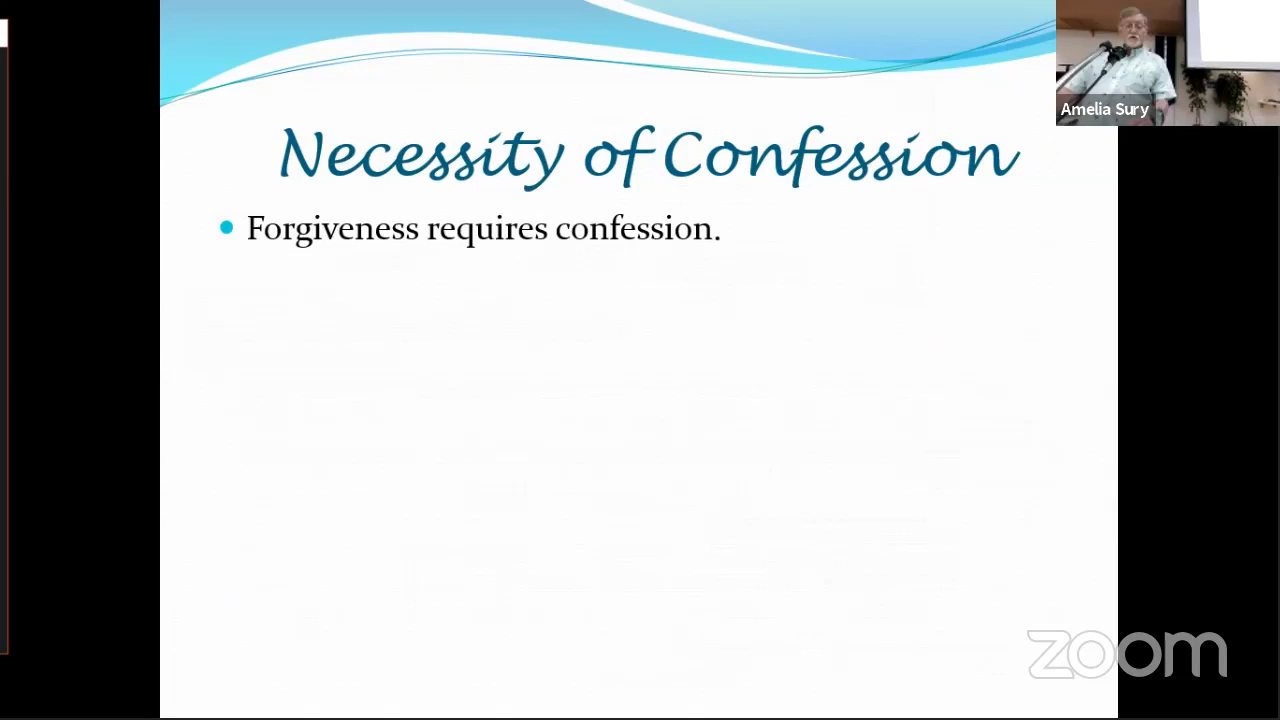 Amelia Sury
Necessity of Confession
Forgiveness requires confession.
zoom